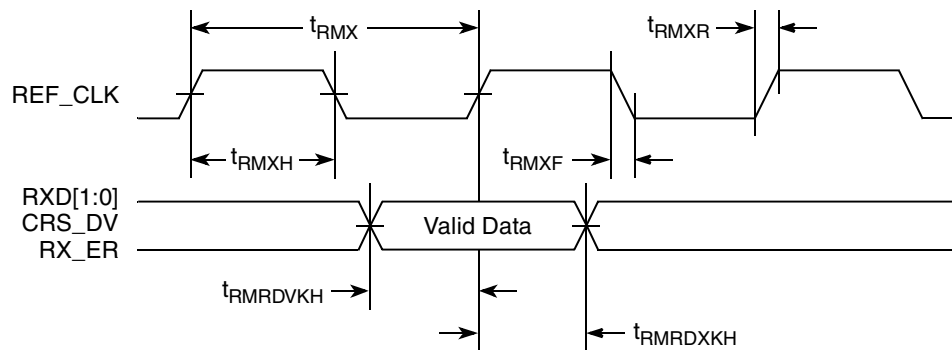 tRMX
tRMXR
REF_CLK
tRMXH
tRMXF
RXD[1:0]
CRS_DV
Valid Data
RX_ER
tRMRDVKH
tRMRDXKH